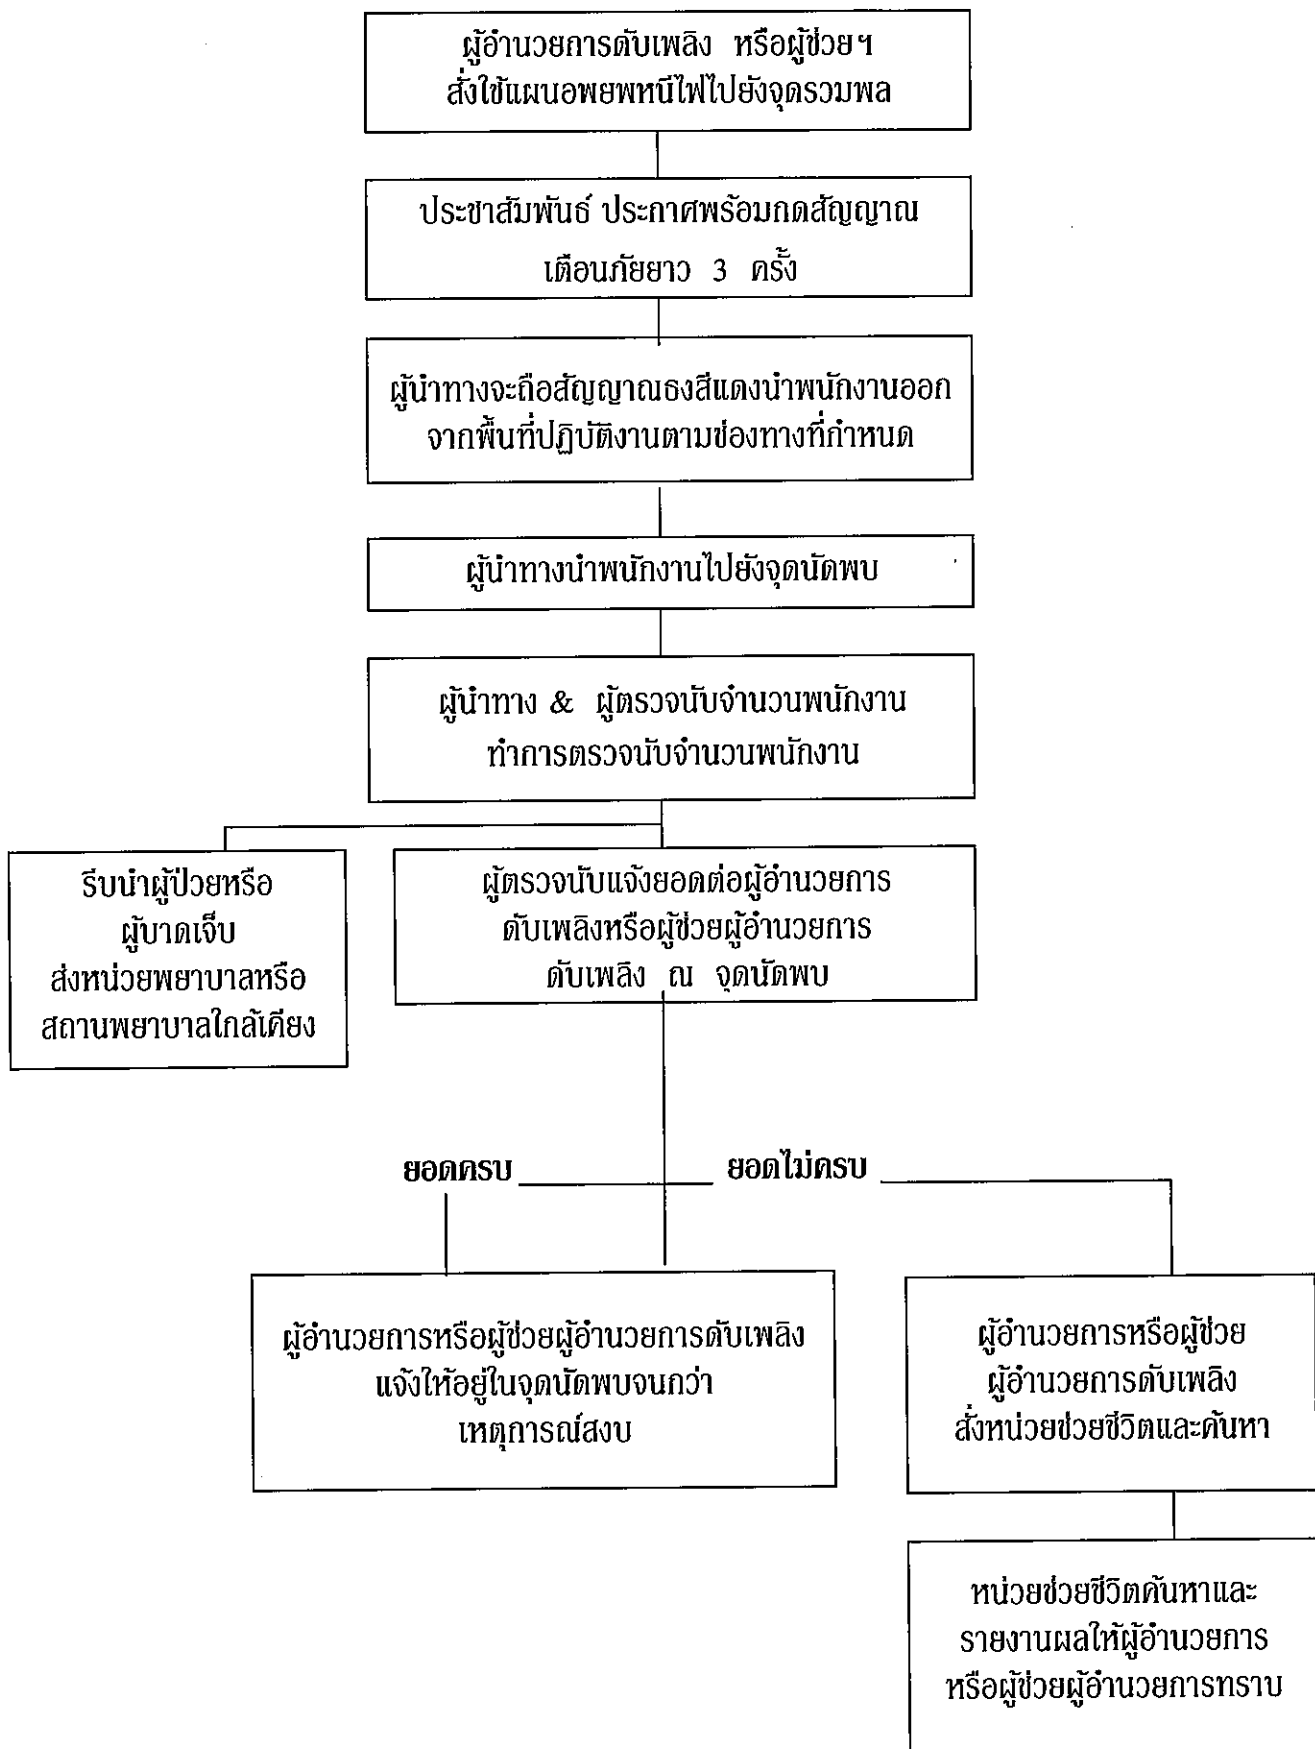 ผู้อำนวยการดับเพลิง หรือผู้ช่วยฯ
สั่งใช้แผนอพยพหนีไฟไปยังจุดรวมพล
ประชาสัมพันธ์ ประกาศพร้อมกดสัญญาณ
เตือนภัยยาว 3 ครั้ง
ผู้นำทางจะถือสัญญาณธงสีแดงนำพนักงานออก
จากพื้นที่ปฏิบัติงานตามช่องทางที่กำหนด
ผู้นำทางนำพนักงานไปยังจุดนัดพบ
ผู้นำทาง & ผู้ตรวจนับจำนวนพนักงาน
ทำการตรวจนับจำนวนพนักงาน
รีบนำผู้ป่วยหรือ
ผู้บาดเจ็บ
ส่งหน่วยพยาบาลหรือ
สถานพยาบาลใกล้เคียง
ผู้ตรวจนับแจ้งยอดต่อผู้อำนวยการ
ดับเพลิงหรือผู้ช่วยผู้อำนวยการ
ดับเพลิง ณ จุดนัดพบ
ยอดครบ
ยอดไม่ครบ
ผู้อำนวยการหรือผู้ช่วยผู้อำนวยการดับเพลิง
แจ้งให้อยู่ในจุดนัดพบจนกว่า
เหตุการณ์สงบ
ผู้อำนวยการหรือผู้ช่วย
ผู้อำนวยการดับเพลิง
สั่งหน่วยช่วยชีวิตและค้นหา
หน่วยช่วยชีวิตค้นหาและ
รายงานผลให้ผู้อำนวยการ
หรือผู้ช่วยผู้อำนวยการทราบ